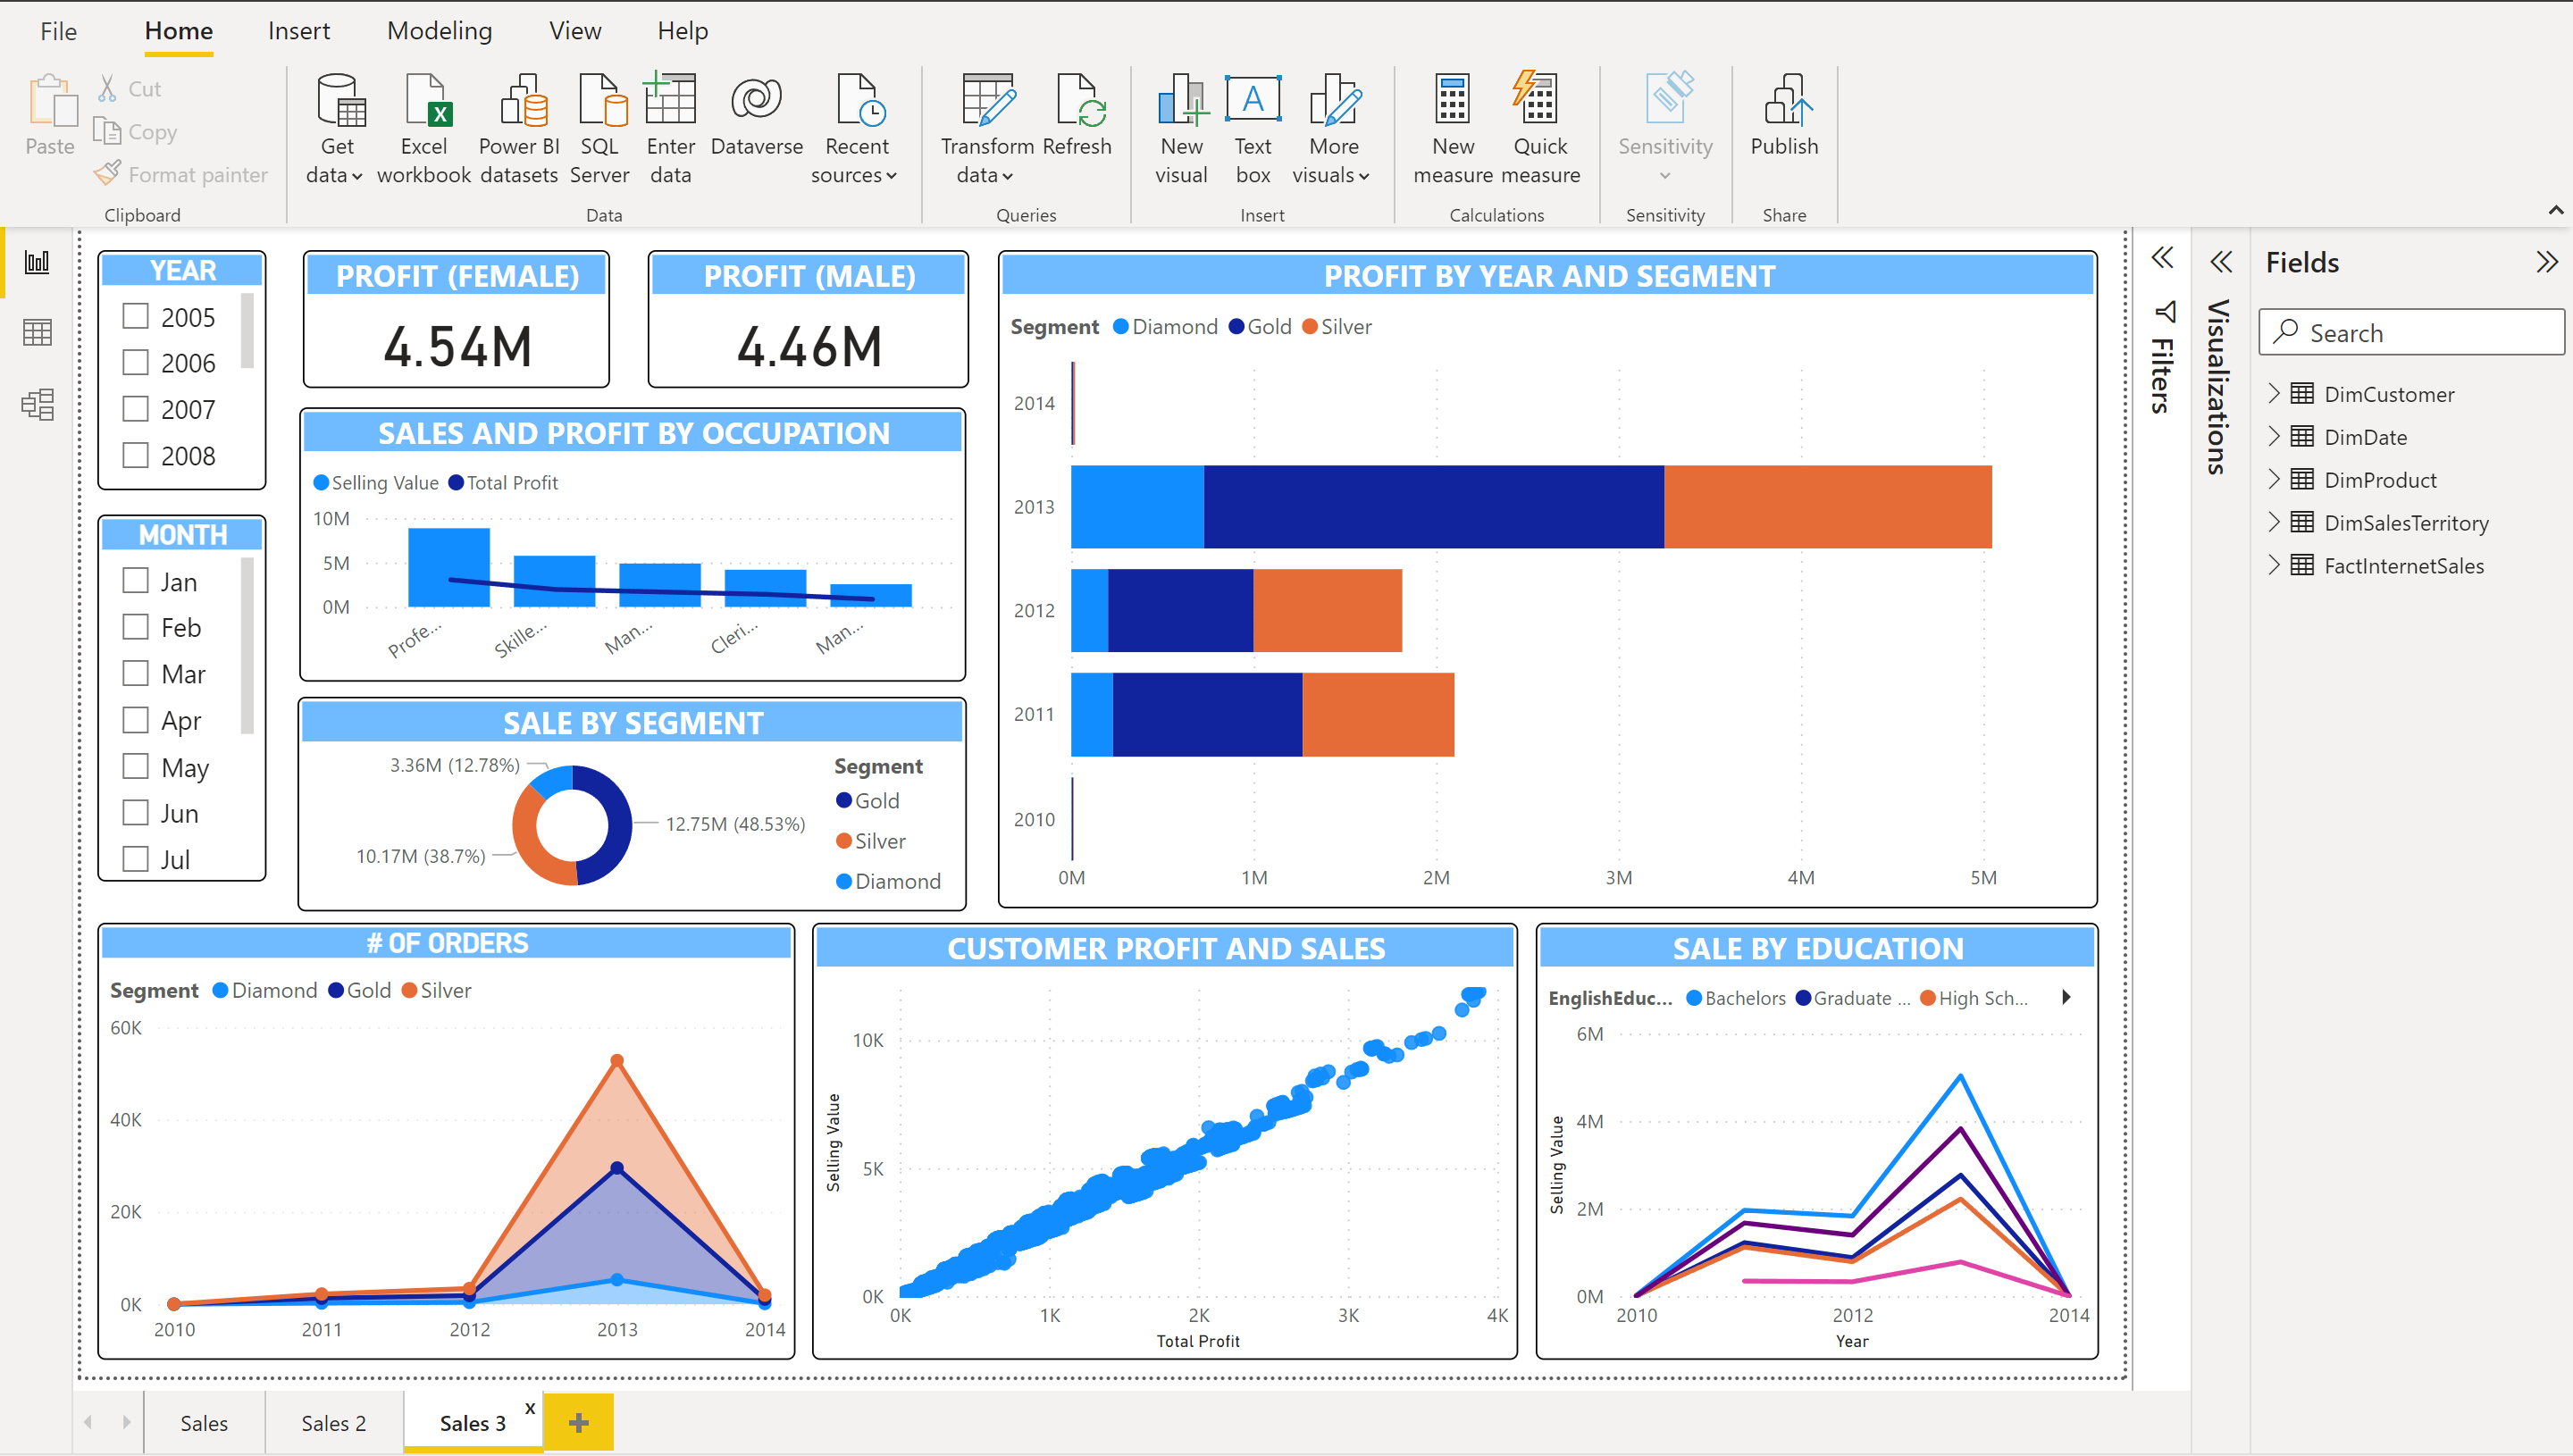 File Home Insert Modeling View Help
Paste
Cut
Copy
Format painter
Clipboard
Get data
Excel workbook
Power BI datasets
SQL Server
Enter data
Dataverse
Recent sources
Data
Transform data
Refresh
Queries
New visual
Text box
More visuals
Insert
New measure
Quick measure
Calculations
Sensitivity
Sensitivity
Publish
Share
YEAR
2005
2006
2007
2008
MONTH
Jan
Feb
Mar
Apr
May
Jun
Jul
PROFIT (FEMALE)
4.54M
PROFIT (MALE)
4.46M
SALES AND PROFIT BY OCCUPATION
Selling Value Total Profit
10M
5M
0M
Profe... Skille... Man... Cleri... Man...
SALE BY SEGMENT
3.36M (12.78%)
12.75M (48.53%)
10.17M (38.7%)
Segment
Gold
Silver
Diamond
PROFIT BY YEAR AND SEGMENT
Segment Diamond Gold Silver
2014
2013
2012
2011
2010
0M 1M 2M 3M 4M 5M
# OF ORDERS
Segment Diamond Gold Silver
60K
40K
20K
0K
2010 2011 2012 2013 2014
CUSTOMER PROFIT AND SALES
Selling Value
10K
5K
0K
0K 1K 2K 3K 4K
Total Profit
SALE BY EDUCATION
EnglishEduc... Bachelors Graduate ... High Sch...
Selling Value
6M
4M
2M
0M
2010 2012 2014
Year
Filters
Visualizations
Fields
Search
DimCustomer
DimDate
DimProduct
DimSalesTerritory
FactInternetSales
Sales Sales 2 Sales 3 x +